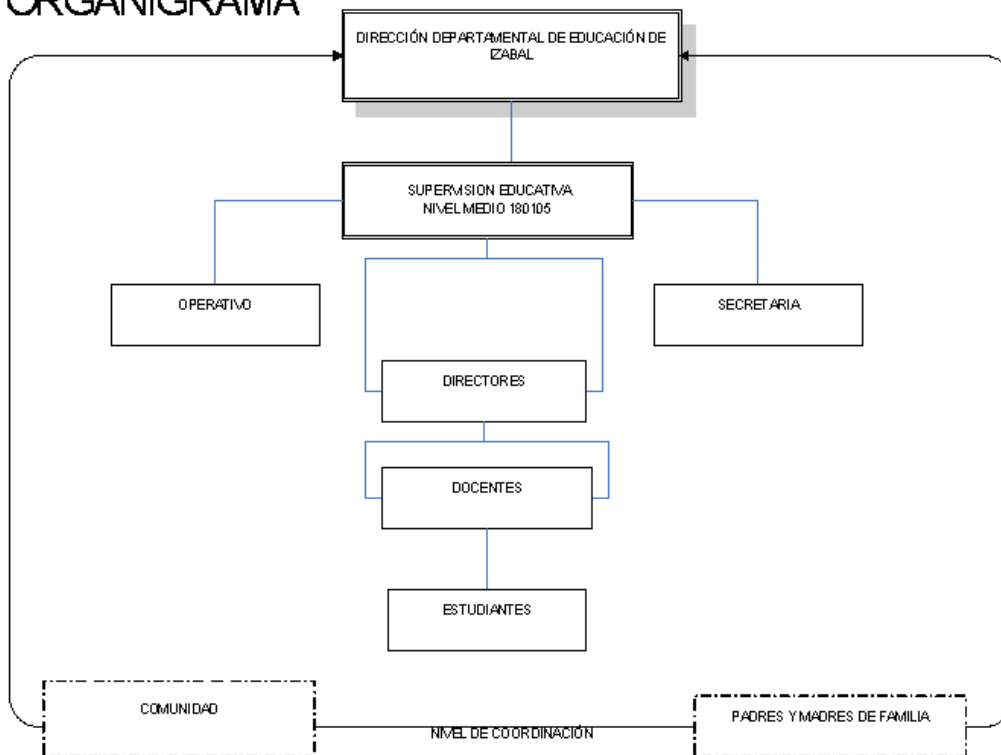 ORGANIGRAMA
DIRECCIÓN DEPARTAMENTAL DE EDUCACIÓN DE
IZABAL
SUPERVISION EDUCATIVA
NIVEL MEDIO 180105
OPERATIVO
SECRETARIA
DIRECTORES
DOCENTES
ESTUDIANTES
COMUNIDAD
NIVEL DE COORDINACIÓN
PADRES Y MADRES DE FAMILIA